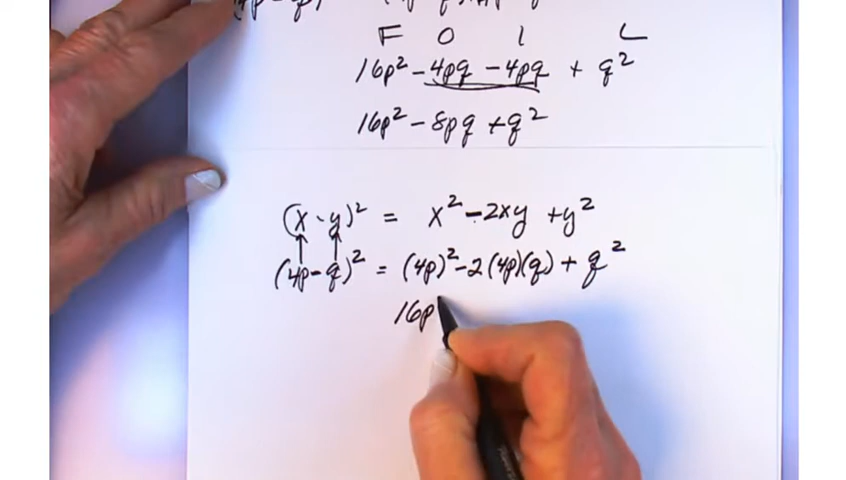 F O I L
16p² - 4pq - 4pq + q²
16p² - 8pq + q²
(x - y)² = x² - 2xy + y²
(4p - q)² = (4p)² - 2(4p)(q) + q²
16p